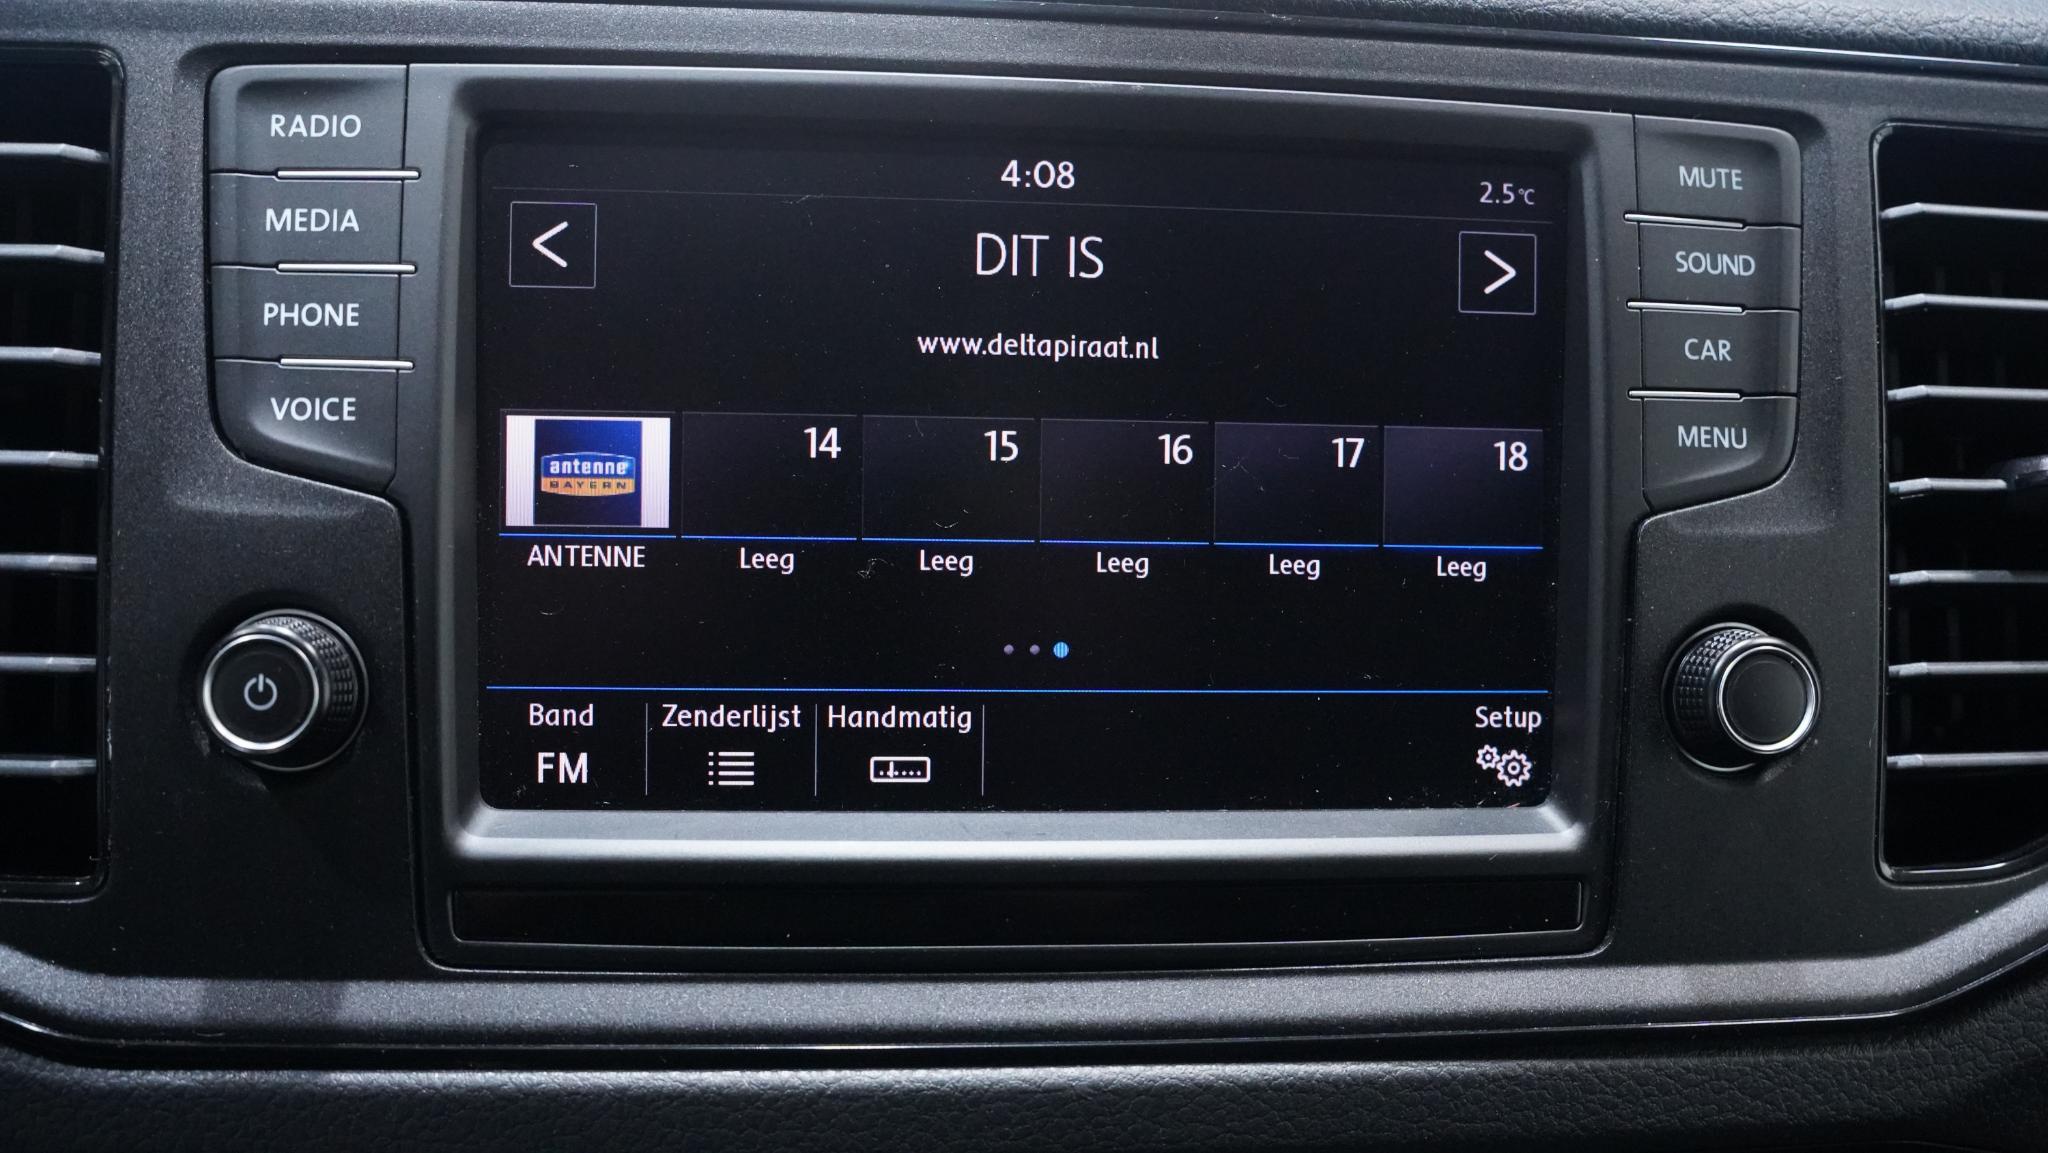 RADIO
MEDIA
PHONE
VOICE
4:08
2.5°C
<
DIT IS
>
www.deltapiraat.nl
antenne
BAYERN
14
15
16
17
18
ANTENNE
Leeg
Leeg
Leeg
Leeg
Leeg
Band
FM
Zenderlijst
Handmatig
Setup
MUTE
SOUND
CAR
MENU